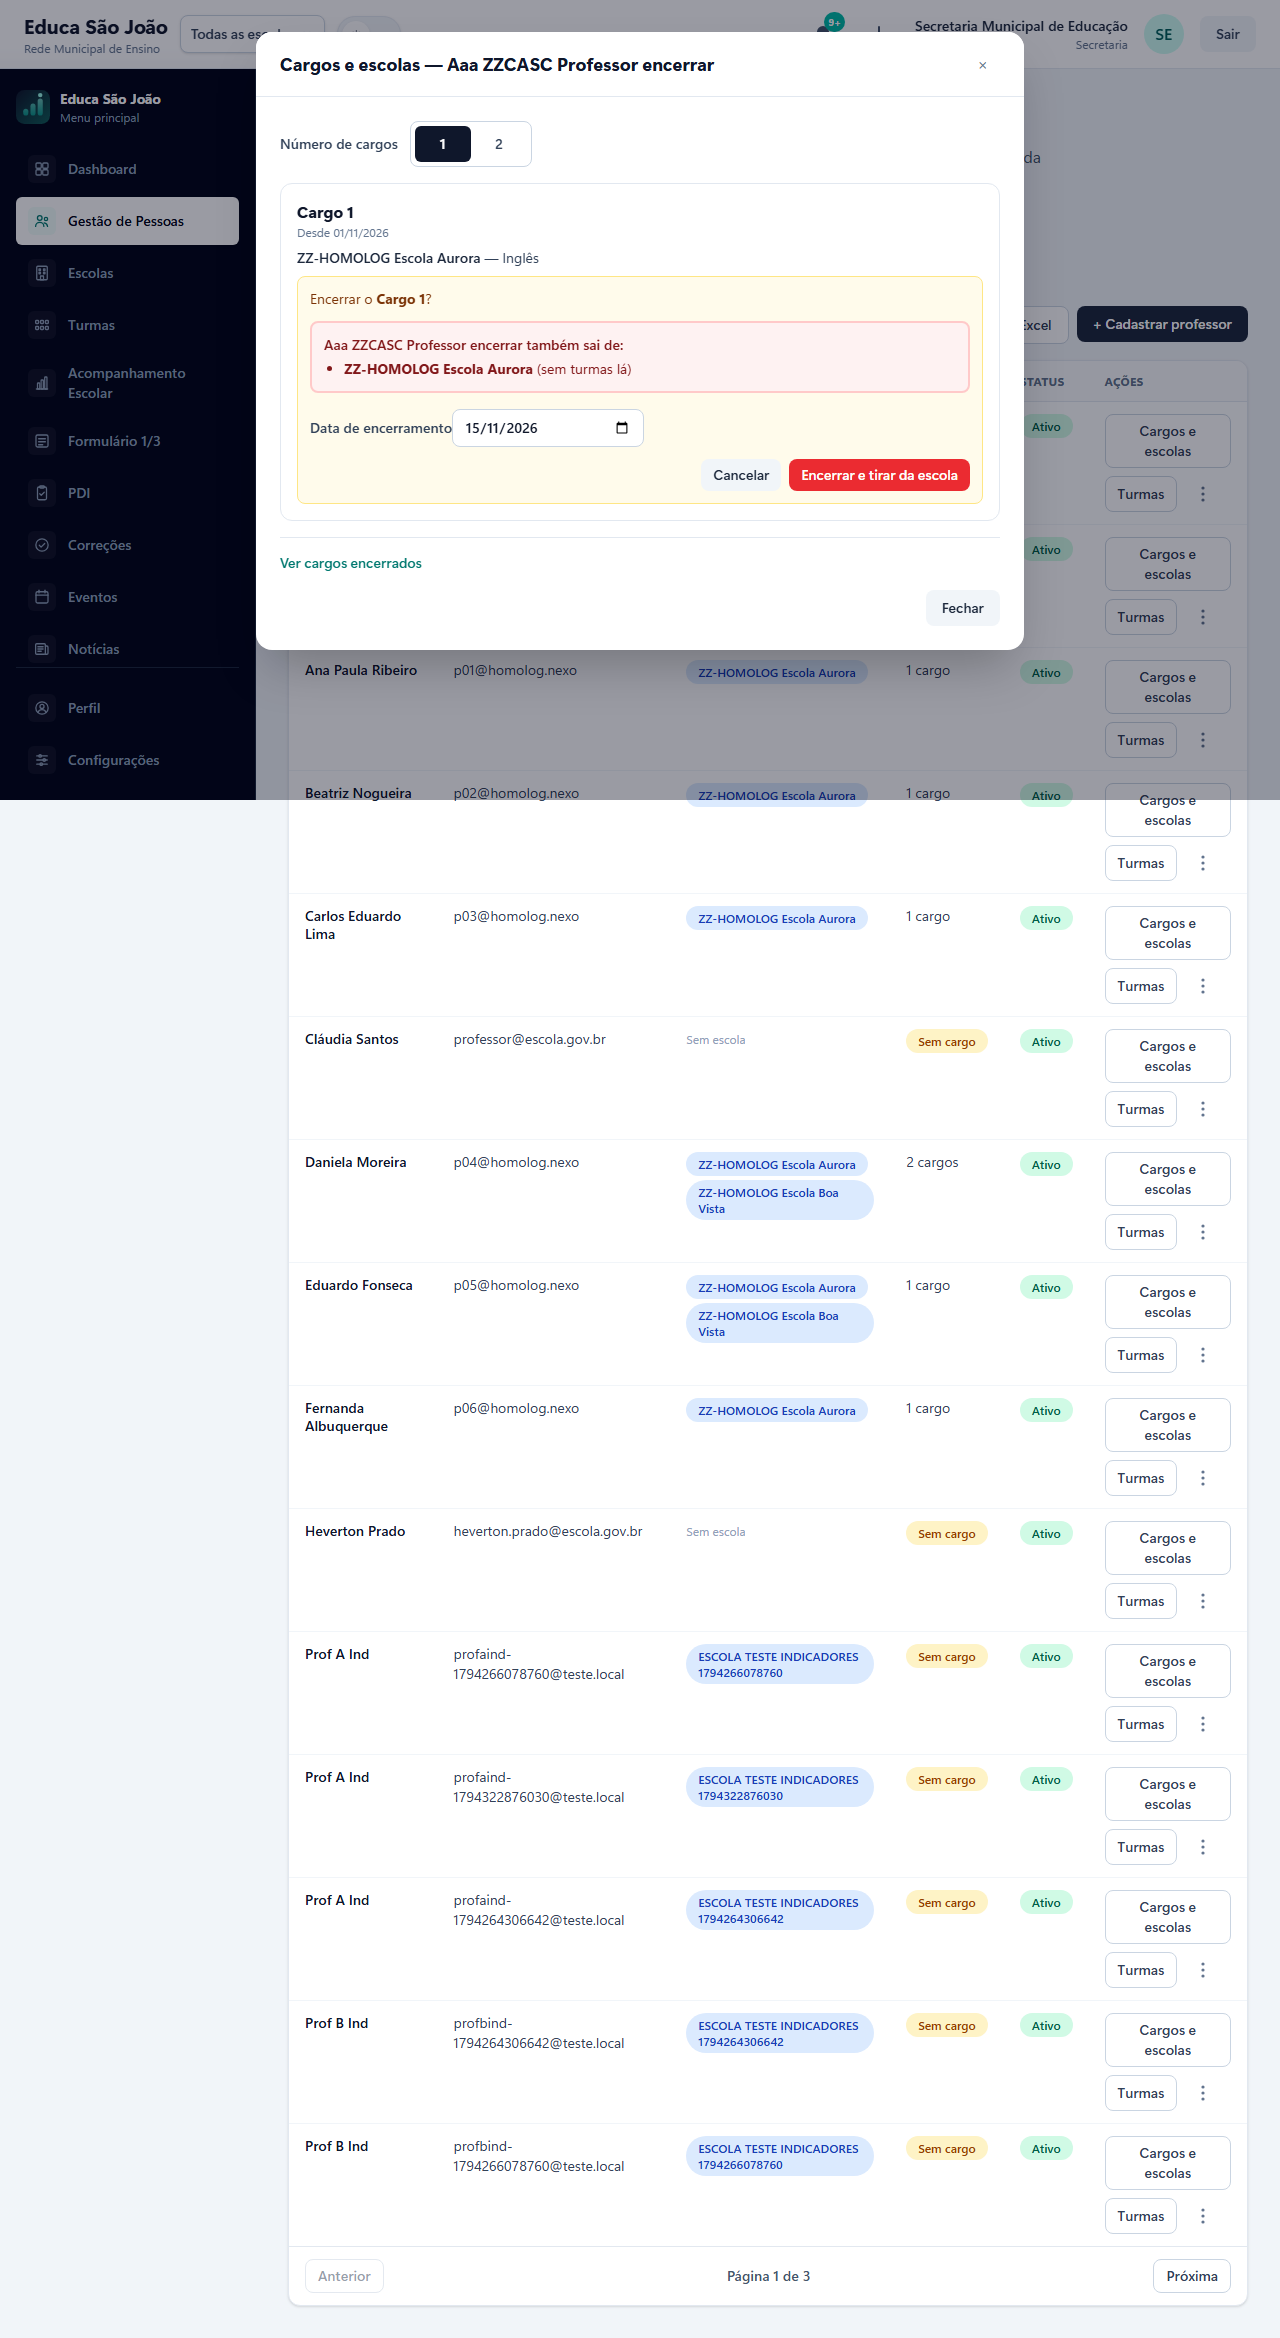 Educa São João
Rede Municipal de Ensino
Todas as
9+
Secretaria Municipal de Educação
Secretaria
SE
Sair
Educa São João
Menu principal
Dashboard
Gestão de Pessoas
Escolas
Turmas
Acompanhamento
Escolar
Formulário 1/3
PDI
Correções
Eventos
Notícias
Perfil
Configurações
Cargos e escolas — Aaa ZZCASC Professor encerrar
×
Número de cargos
1
2
Cargo 1
Desde 01/11/2026
ZZ-HOMOLOG Escola Aurora — Inglês
Encerrar o Cargo 1?
Aaa ZZCASC Professor encerrar também sai de:
• ZZ-HOMOLOG Escola Aurora (sem turmas lá)
Data de encerramento 15/11/2026
Cancelar
Encerrar e tirar da escola
Ver cargos encerrados
Fechar
da
Excel
+ Cadastrar professor
STATUS
AÇÕES
Ativo
Cargos e
escolas
Turmas
Ativo
Cargos e
escolas
Turmas
Ana Paula Ribeiro
p01@homolog.nexo
ZZ-HOMOLOG Escola Aurora
1 cargo
Ativo
Cargos e
escolas
Turmas
Beatriz Nogueira
p02@homolog.nexo
ZZ-HOMOLOG Escola Aurora
1 cargo
Ativo
Cargos e
escolas
Turmas
Carlos Eduardo
Lima
p03@homolog.nexo
ZZ-HOMOLOG Escola Aurora
1 cargo
Ativo
Cargos e
escolas
Turmas
Cláudia Santos
professor@escola.gov.br
Sem escola
Sem cargo
Ativo
Cargos e
escolas
Turmas
Daniela Moreira
p04@homolog.nexo
ZZ-HOMOLOG Escola Aurora
ZZ-HOMOLOG Escola Boa
Vista
2 cargos
Ativo
Cargos e
escolas
Turmas
Eduardo Fonseca
p05@homolog.nexo
ZZ-HOMOLOG Escola Aurora
ZZ-HOMOLOG Escola Boa
Vista
1 cargo
Ativo
Cargos e
escolas
Turmas
Fernanda
Albuquerque
p06@homolog.nexo
ZZ-HOMOLOG Escola Aurora
1 cargo
Ativo
Cargos e
escolas
Turmas
Heverton Prado
heverton.prado@escola.gov.br
Sem escola
Sem cargo
Ativo
Cargos e
escolas
Turmas
Prof A Ind
profaind-
1794266078760@teste.local
ESCOLA TESTE INDICADORES
1794266078760
Sem cargo
Ativo
Cargos e
escolas
Turmas
Prof A Ind
profaind-
1794322876030@teste.local
ESCOLA TESTE INDICADORES
1794322876030
Sem cargo
Ativo
Cargos e
escolas
Turmas
Prof A Ind
profaind-
1794264306642@teste.local
ESCOLA TESTE INDICADORES
1794264306642
Sem cargo
Ativo
Cargos e
escolas
Turmas
Prof B Ind
profbind-
1794264306642@teste.local
ESCOLA TESTE INDICADORES
1794264306642
Sem cargo
Ativo
Cargos e
escolas
Turmas
Prof B Ind
profbind-
1794266078760@teste.local
ESCOLA TESTE INDICADORES
1794266078760
Sem cargo
Ativo
Cargos e
escolas
Turmas
Anterior
Página 1 de 3
Próxima